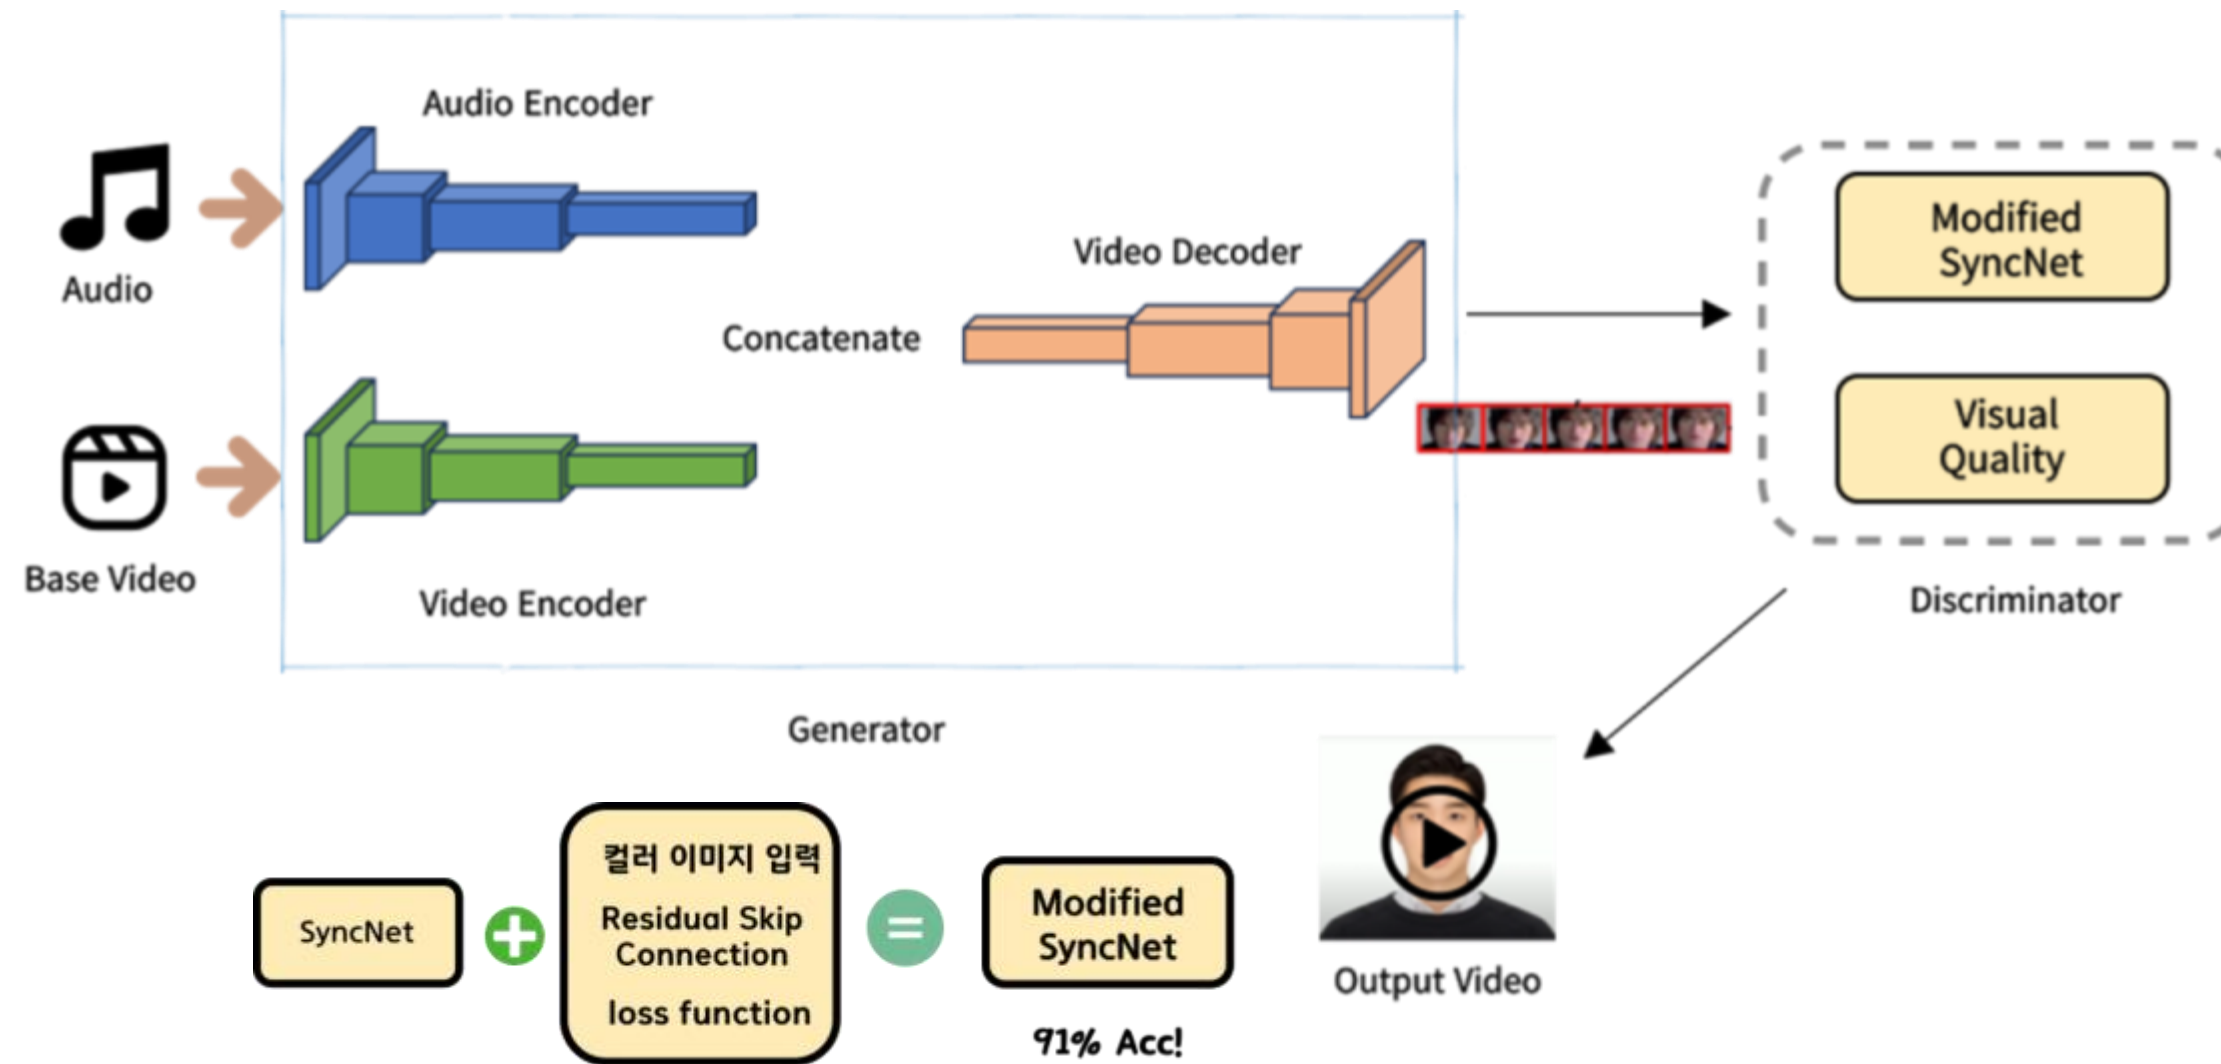 Audio Encoder
Audio
Video Decoder
Concatenate
Base Video
Video Encoder
Generator
Modified
SyncNet
Visual
Quality
Discriminator
SyncNet
컬러 이미지 입력
Residual Skip
Connection
loss function
Modified
SyncNet
91% Acc!
Output Video